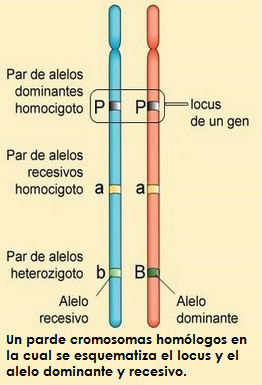 Par de alelos
dominantes
homocigoto
P
P
locus
de un gen
Par de alelos
recesivos
homocigoto
a
a
Par de alelos
heterozigoto
b
B
Alelo
recesivo
Alelo
dominante
Un parde cromosomas homólogos en
la cual se esquematiza el locus y el
alelo dominante y recesivo.